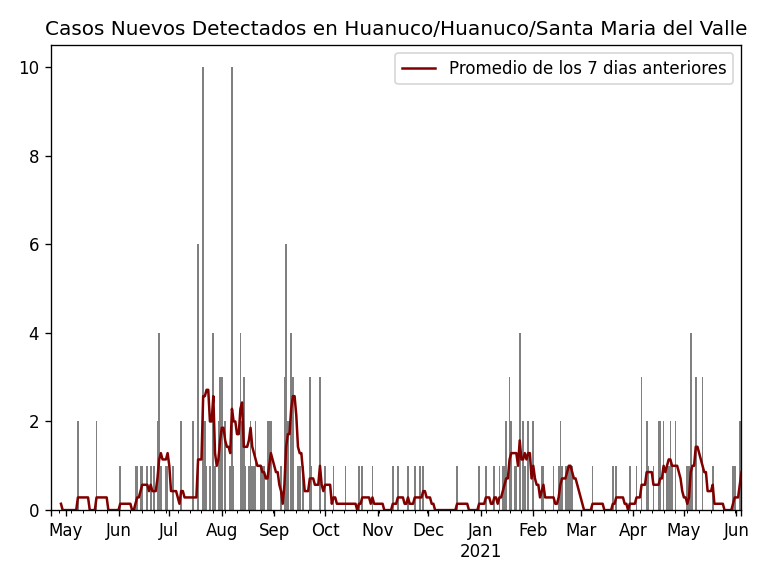 Casos Nuevos Detectados en Huanuco/Huanuco/Santa Maria del Valle
Promedio de los 7 dias anteriores
10
8
6
4
2
0
May Jun Jul Aug Sep Oct Nov Dec Jan Feb Mar Apr May Jun
2021